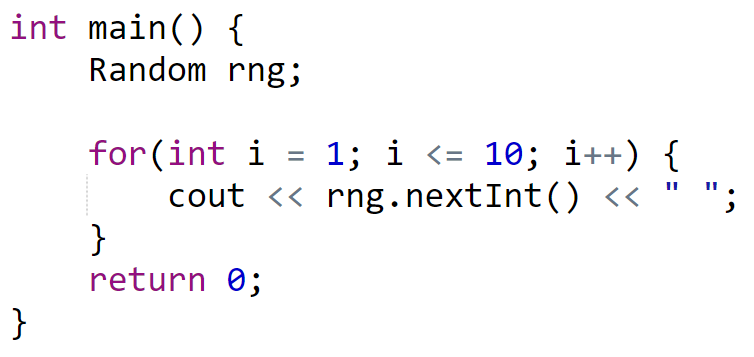 int main() {
    Random rng;

    for(int i = 1; i <= 10; i++) {
        cout << rng.nextInt() << " ";
    }
    return 0;
}